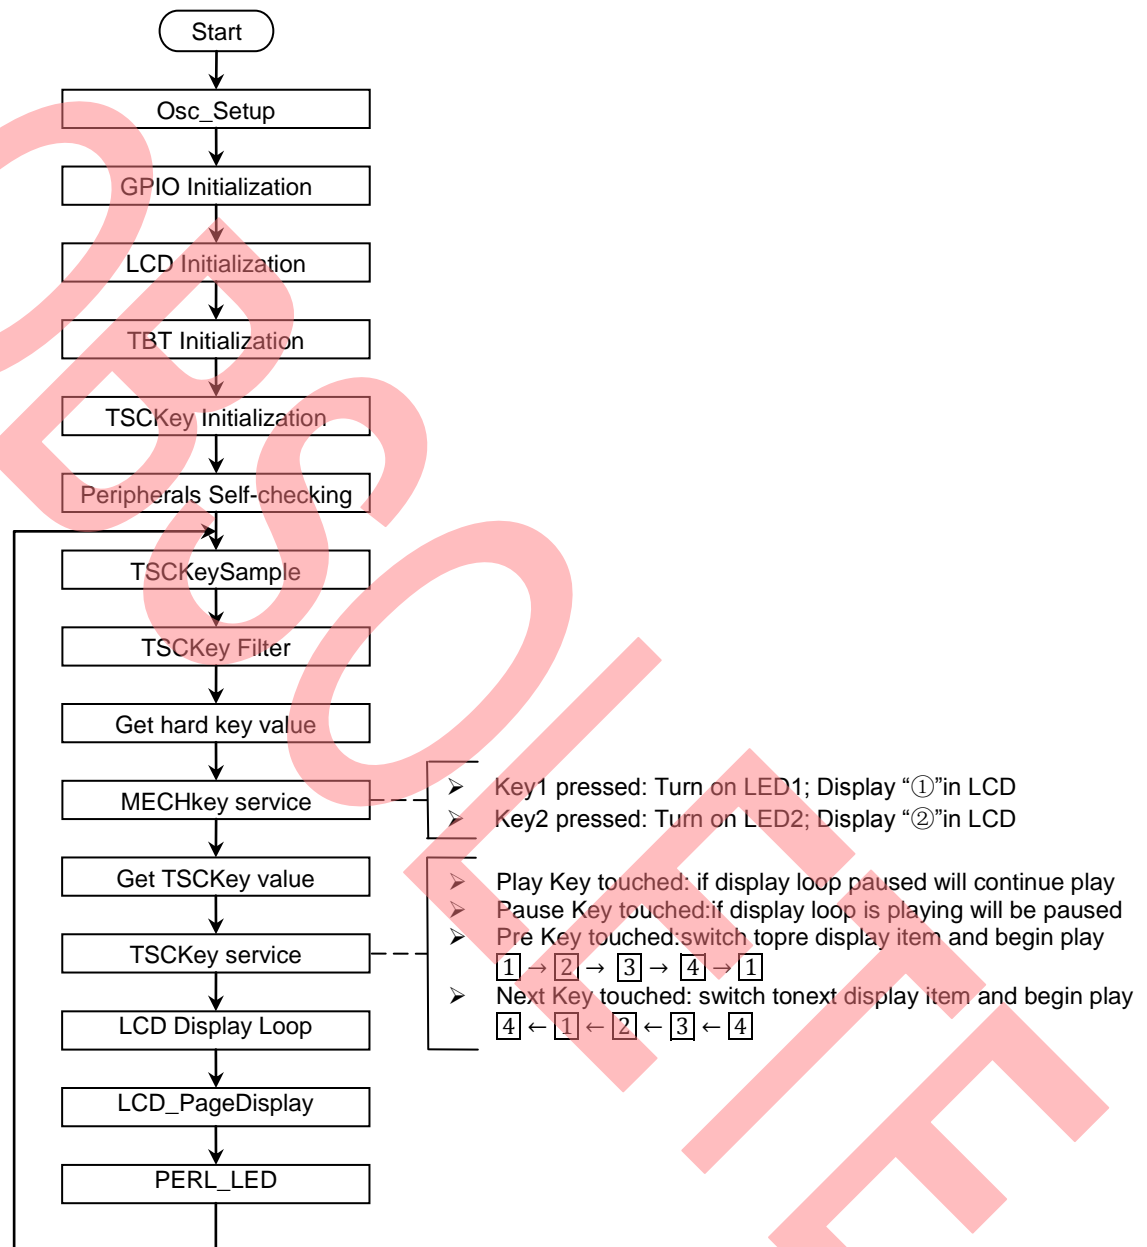 Start
Osc_Setup
GPIO Initialization
LCD Initialization
TBT Initialization
TSCKey Initialization
Peripherals Self-checking
TSCKeySample
TSCKey Filter
Get hard key value
MECHkey service
➢ Key1 pressed: Turn on LED1; Display “①”in LCD
➢ Key2 pressed: Turn on LED2; Display “②”in LCD
Get TSCKey value
TSCKey service
➢ Play Key touched: if display loop paused will continue play
➢ Pause Key touched:if display loop is playing will be paused
➢ Pre Key touched:switch topre display item and begin play
1 → 2 → 3 → 4 → 1
➢ Next Key touched: switch tonext display item and begin play
4 ← 1 ← 2 ← 3 ← 4
LCD Display Loop
LCD_PageDisplay
PERL_LED
OBSOLETE